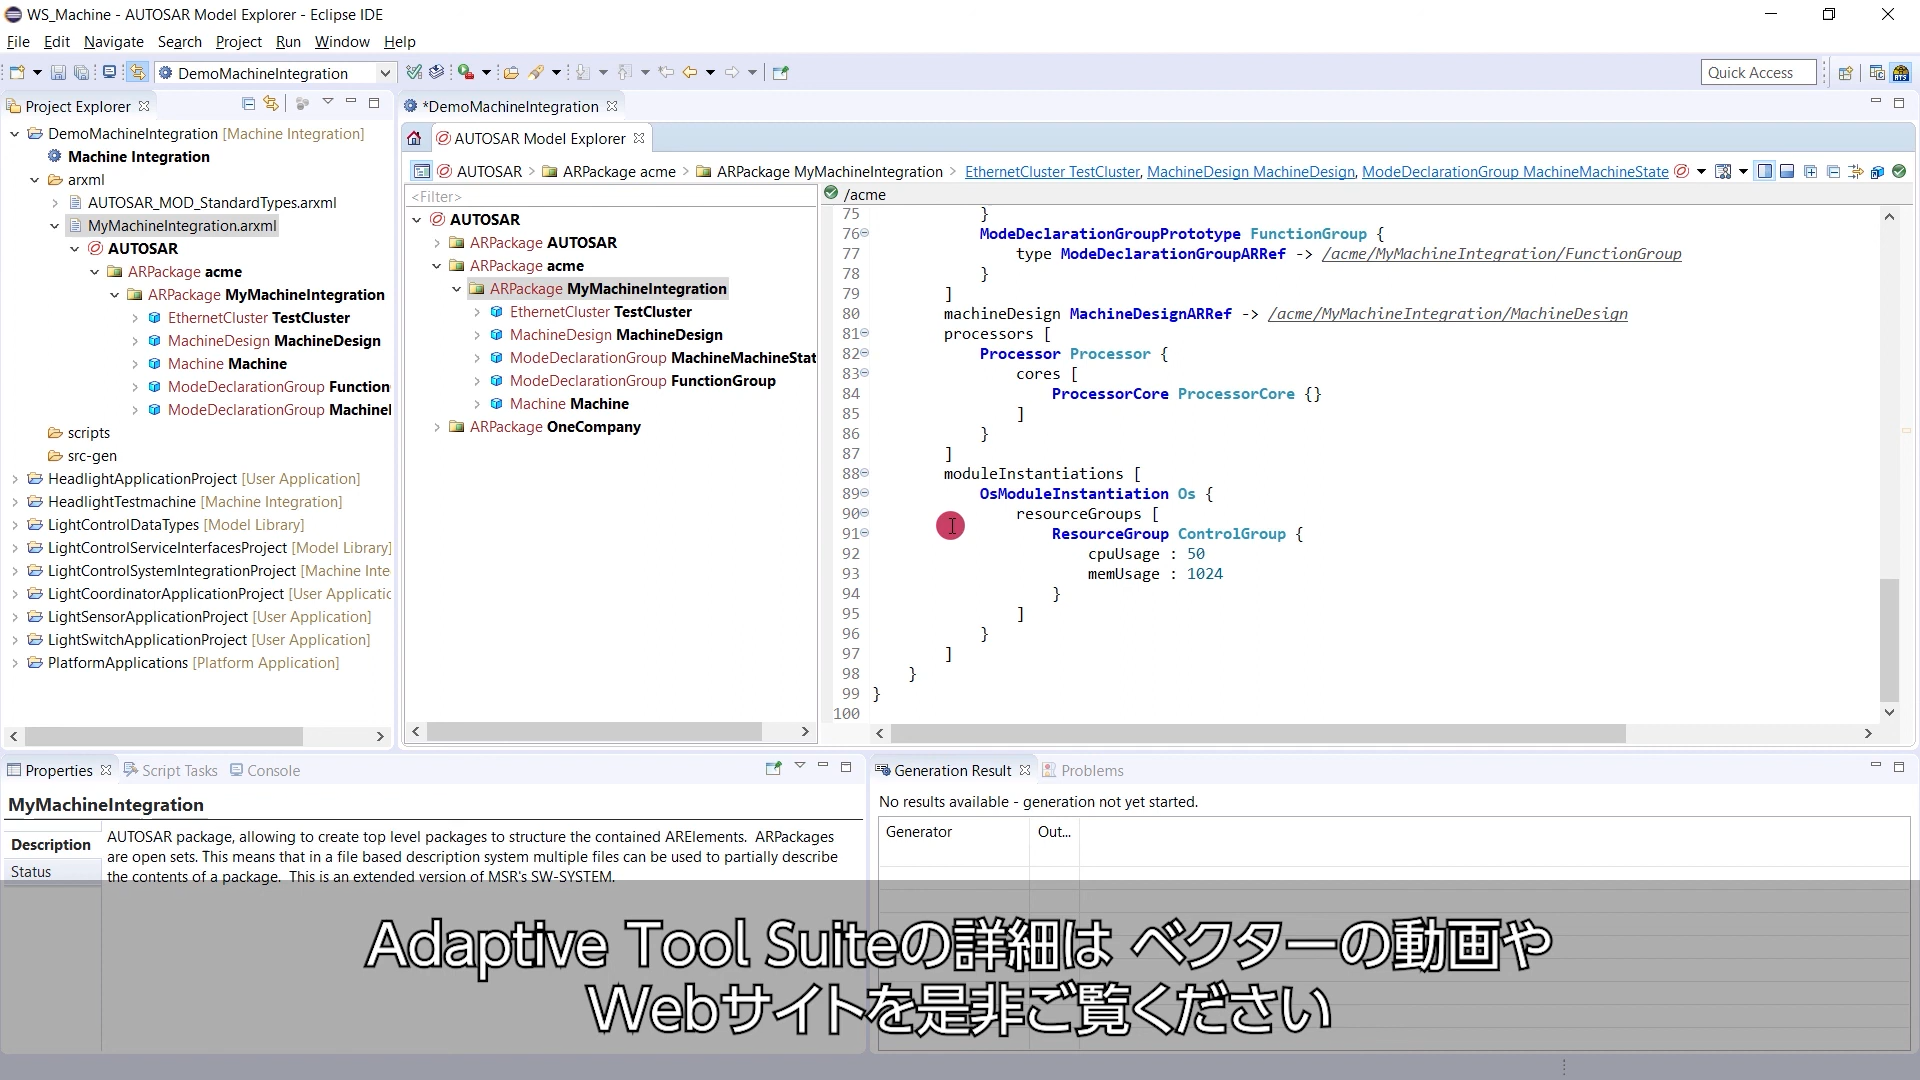 WS_Machine - AUTOSAR Model Explorer - Eclipse IDE
File Edit Navigate Search Project Run Window Help
DemoMachineIntegration
Quick Access
Project Explorer
DemoMachineIntegration [Machine Integration]
Machine Integration
arxml
AUTOSAR_MOD_StandardTypes.arxml
MyMachineIntegration.arxml
AUTOSAR
ARPackage acme
ARPackage MyMachineIntegration
EthernetCluster TestCluster
MachineDesign MachineDesign
Machine Machine
ModeDeclarationGroup Function
ModeDeclarationGroup Machinel
scripts
src-gen
HeadlightApplicationProject [User Application]
HeadlightTestmachine [Machine Integration]
LightControlDataTypes [Model Library]
LightControlServiceInterfacesProject [Model Library]
LightControlSystemIntegrationProject [Machine Inte
LightCoordinatorApplicationProject [User Applicatic
LightSensorApplicationProject [User Application]
LightSwitchApplicationProject [User Application]
PlatformApplications [Platform Application]
*DemoMachineIntegration
AUTOSAR Model Explorer
AUTOSAR > ARPackage acme > ARPackage MyMachineIntegration > EthernetCluster TestCluster, MachineDesign MachineDesign, ModeDeclarationGroup MachineMachineState
<Filter>
AUTOSAR
ARPackage AUTOSAR
ARPackage acme
ARPackage MyMachineIntegration
EthernetCluster TestCluster
MachineDesign MachineDesign
ModeDeclarationGroup MachineMachineStat
ModeDeclarationGroup FunctionGroup
Machine Machine
ARPackage OneCompany
/acme
75 }
76 ModeDeclarationGroupPrototype FunctionGroup {
77 type ModeDeclarationGroupARRef -> /acme/MyMachineIntegration/FunctionGroup
78 }
79 ]
80 machineDesign MachineDesignARRef -> /acme/MyMachineIntegration/MachineDesign
81 processors [
82 Processor Processor {
83 cores [
84 ProcessorCore ProcessorCore {}
85 ]
86 }
87 ]
88 moduleInstantiations [
89 OsModuleInstantiation Os {
90 resourceGroups [
91 ResourceGroup ControlGroup {
92 cpuUsage : 50
93 memUsage : 1024
94 }
95 ]
96 }
97 ]
98 }
99 }
100
Properties Script Tasks Console
MyMachineIntegration
Description
Status
AUTOSAR package, allowing to create top level packages to structure the contained ARElements. ARPackages
are open sets. This means that in a file based description system multiple files can be used to partially describe
the contents of a package. This is an extended version of MSR's SW-SYSTEM.
Generation Result Problems
No results available - generation not yet started.
Generator Out...
Adaptive Tool Suiteの詳細は ベクターの動画や
Webサイトを是非ご覧ください